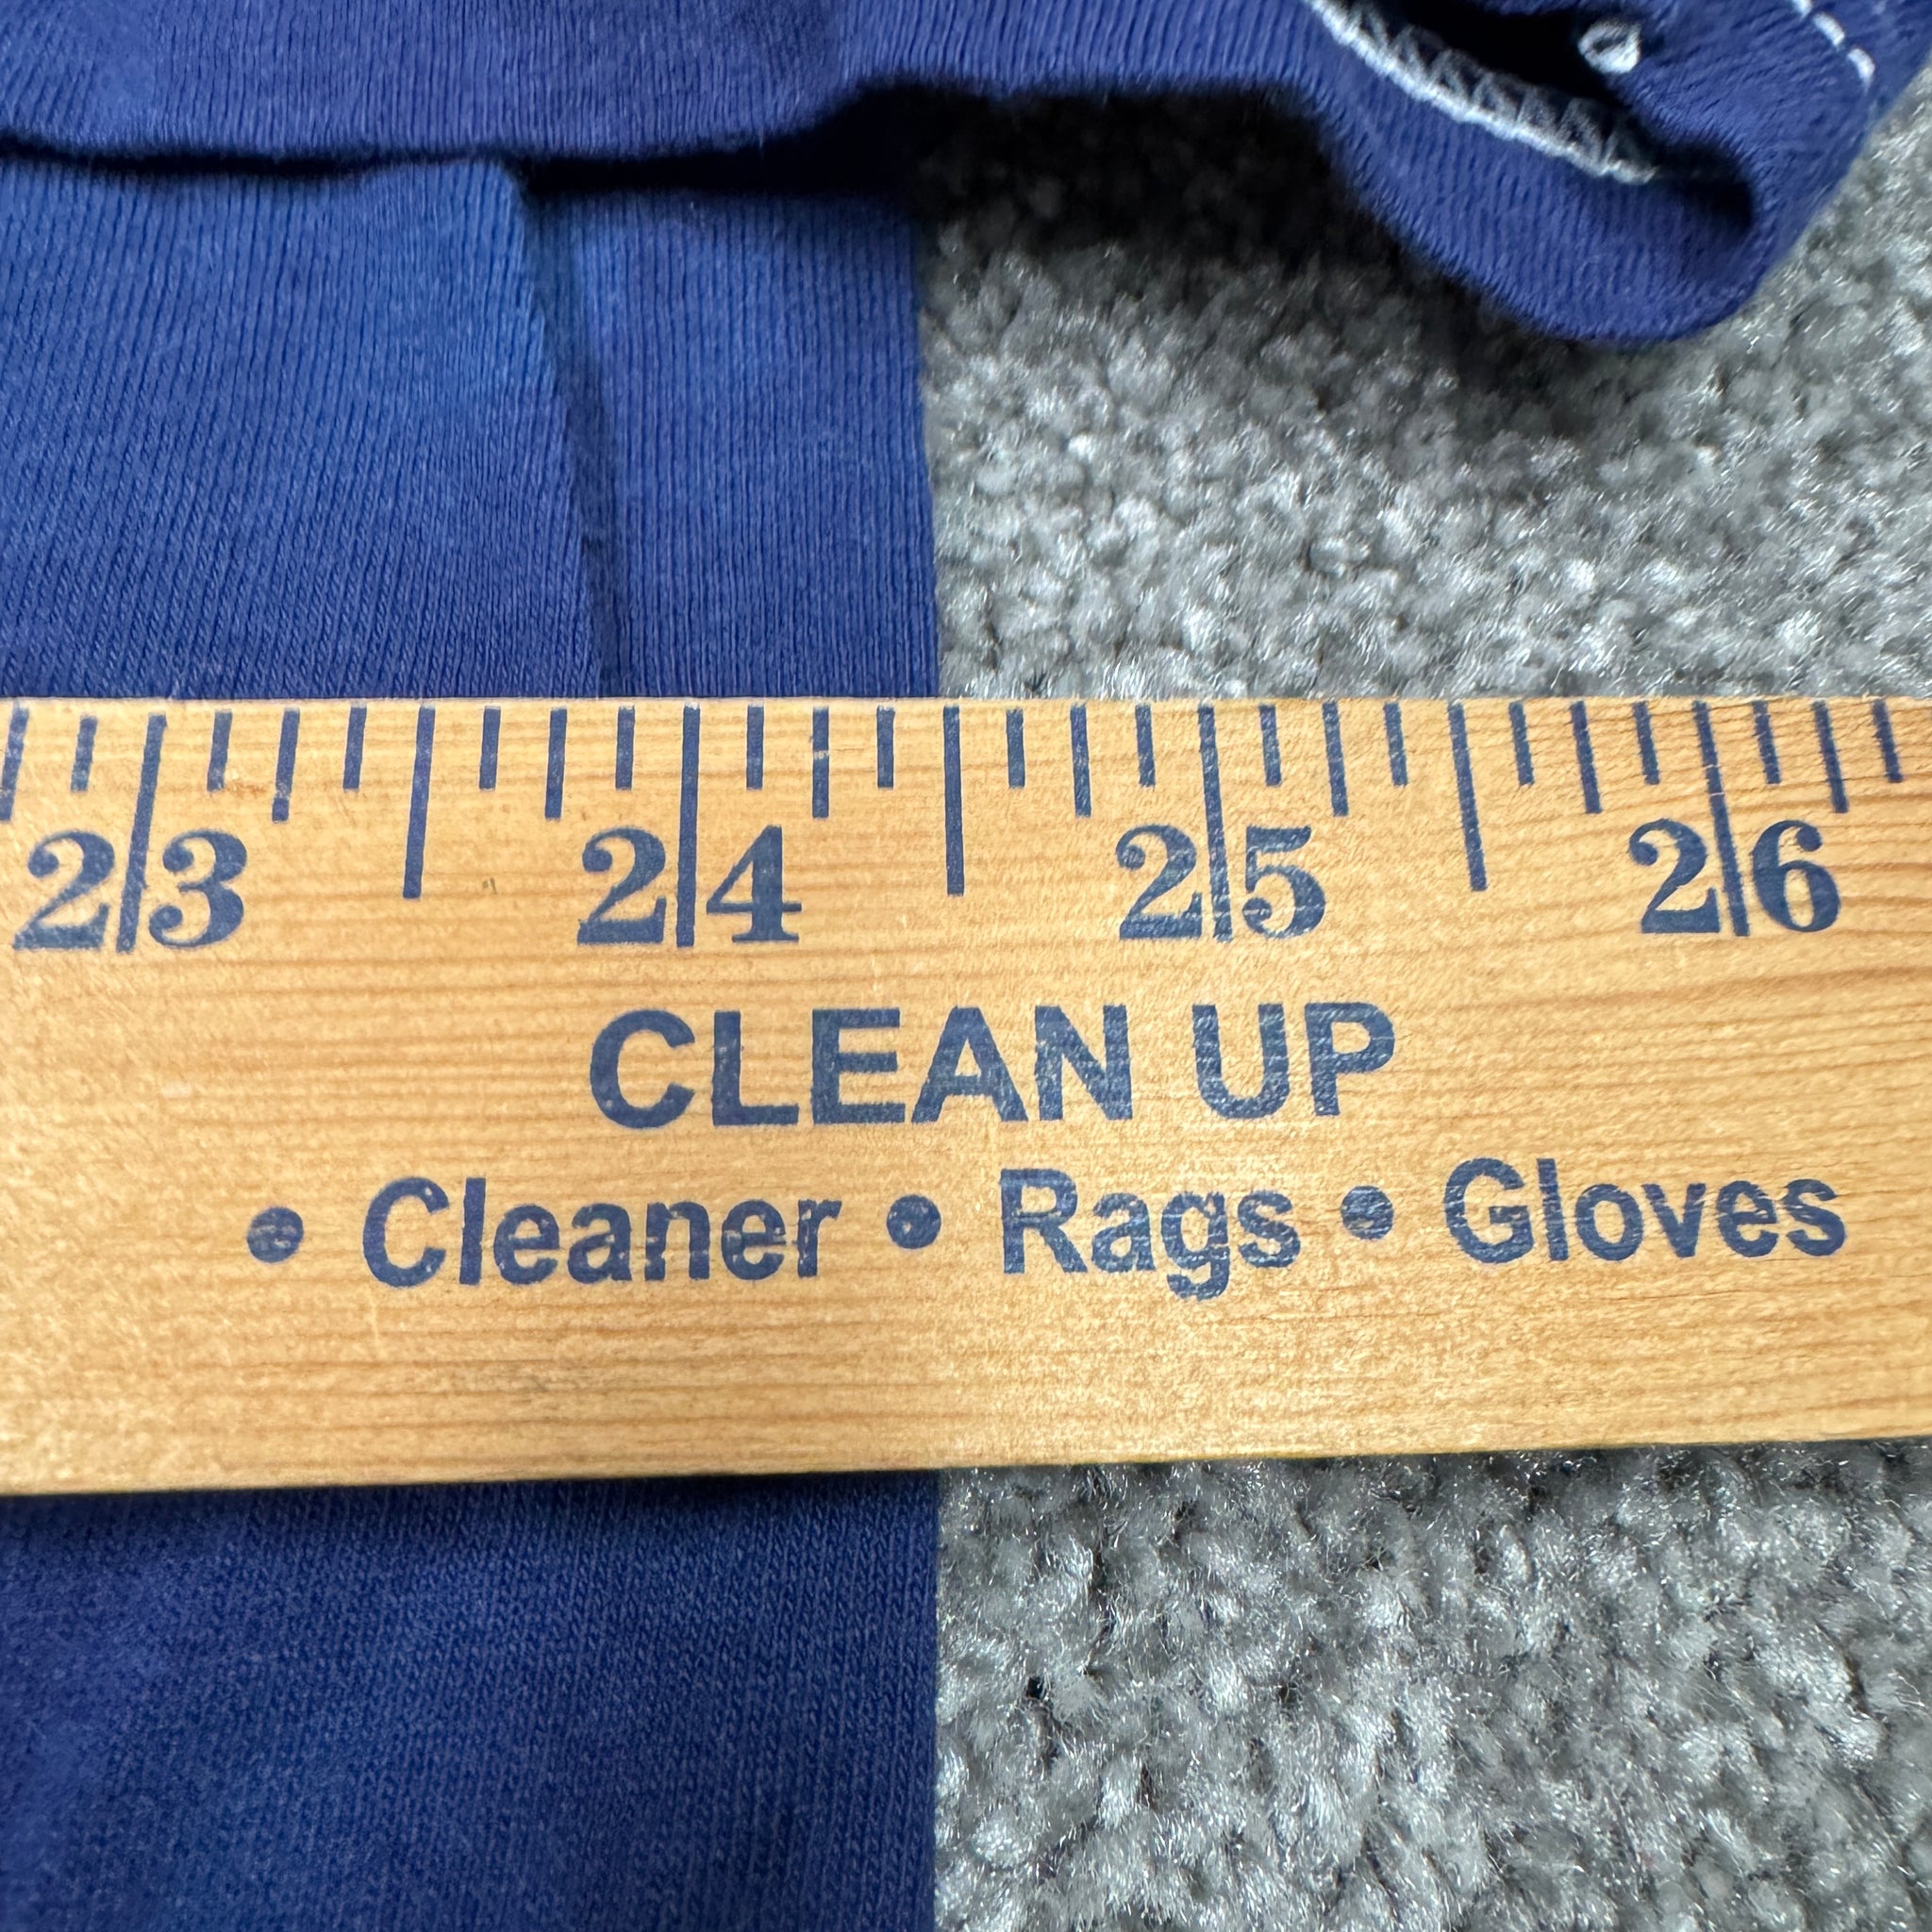 23 24 25 26
CLEAN UP
• Cleaner • Rags • Gloves